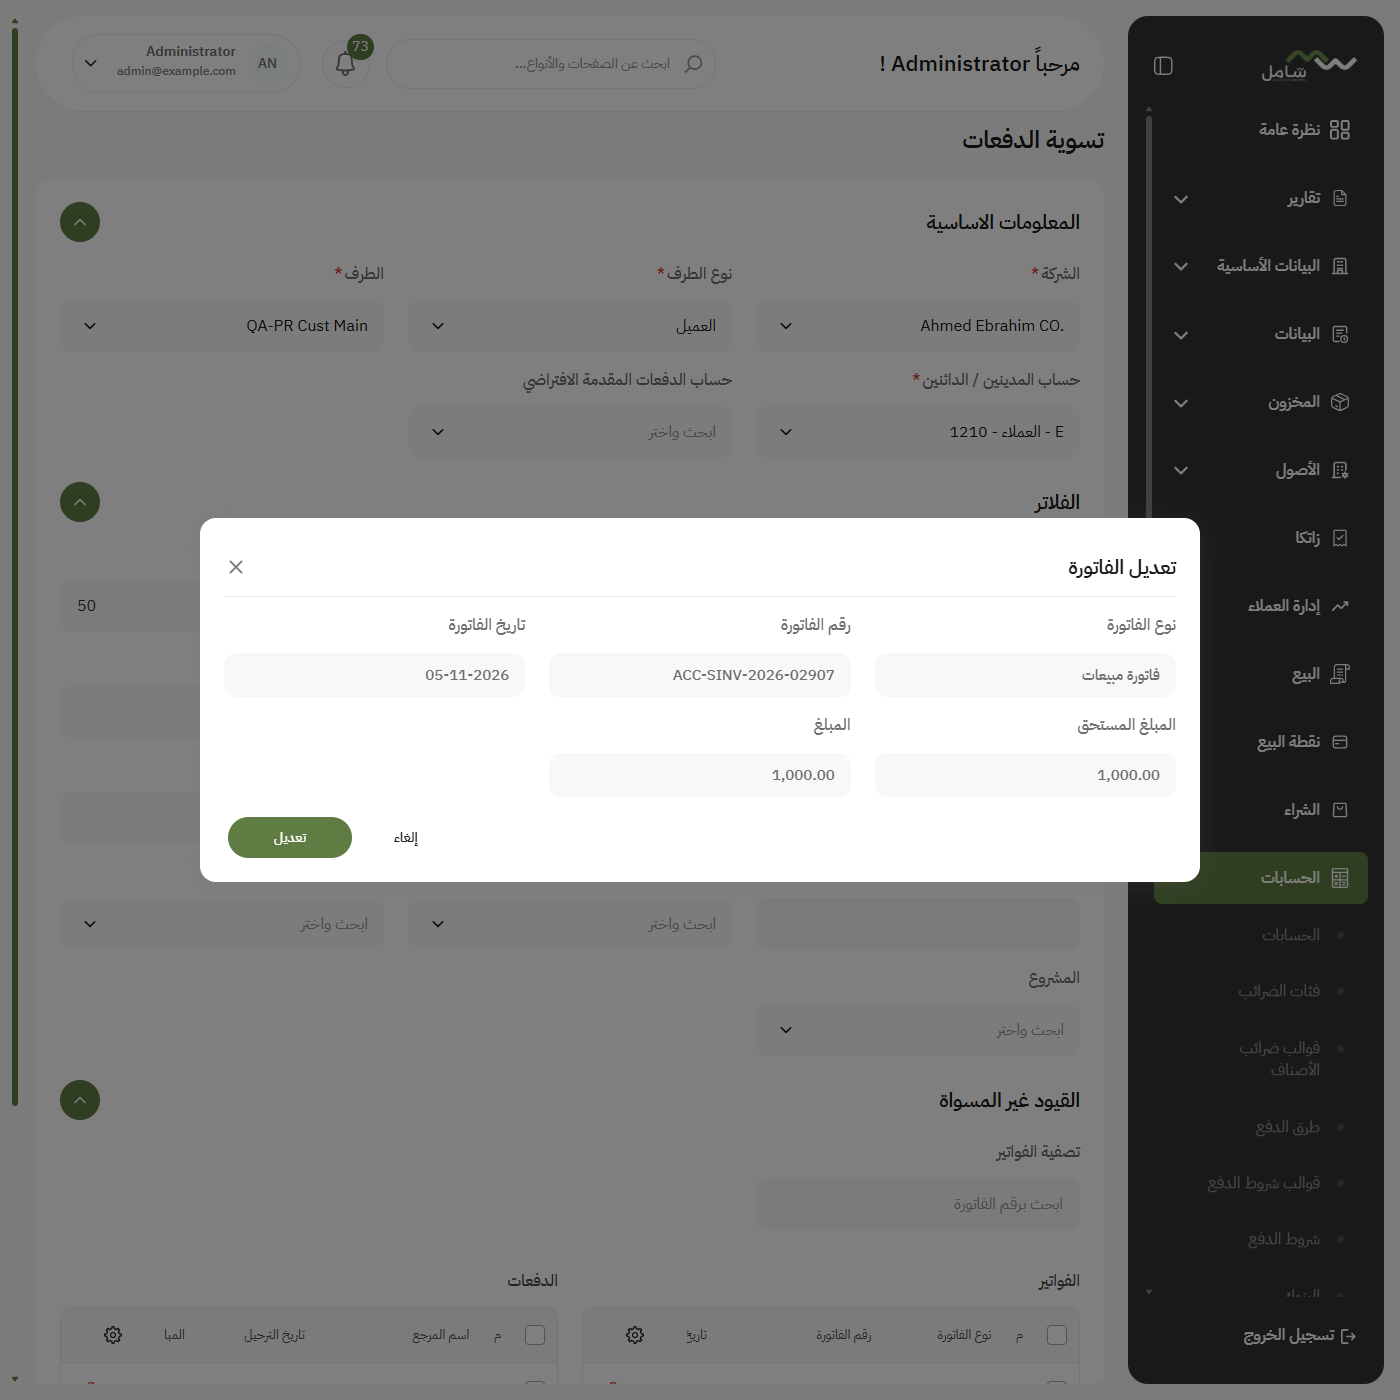 شامل
نظرة عامة
تقارير
البيانات الأساسية
البيانات
المخزون
الأصول
زاتكا
إدارة العملاء
البيع
نقطة البيع
الشراء
الحسابات
الحسابات
فئات الضرائب
قوالب ضرائب
الأصناف
طرق الدفع
قوالب شروط الدفع
شروط الدفع
البنوك
تسجيل الخروج
مرحباً Administrator !
ابحث عن الصفحات والأنواع...
73
AN
Administrator
admin@example.com
تسوية الدفعات
المعلومات الاساسية
الشركة *
نوع الطرف *
الطرف *
Ahmed Ebrahim CO.
العميل
QA-PR Cust Main
حساب المدينين / الدائنين *
حساب الدفعات المقدمة الافتراضي
1210 - العملاء - E
ابحث واختر
الفلاتر
50
تعديل الفاتورة
نوع الفاتورة
رقم الفاتورة
تاريخ الفاتورة
فاتورة مبيعات
ACC-SINV-2026-02907
05-11-2026
المبلغ المستحق
المبلغ
1,000.00
1,000.00
إلغاء
تعديل
ابحث واختر
ابحث واختر
المشروع
ابحث واختر
القيود غير المسواة
تصفية الفواتير
ابحث برقم الفاتورة
الفواتير
الدفعات
م
نوع الفاتورة
رقم الفاتورة
تاريخ
م
اسم المرجع
تاريخ الترحيل
المبا